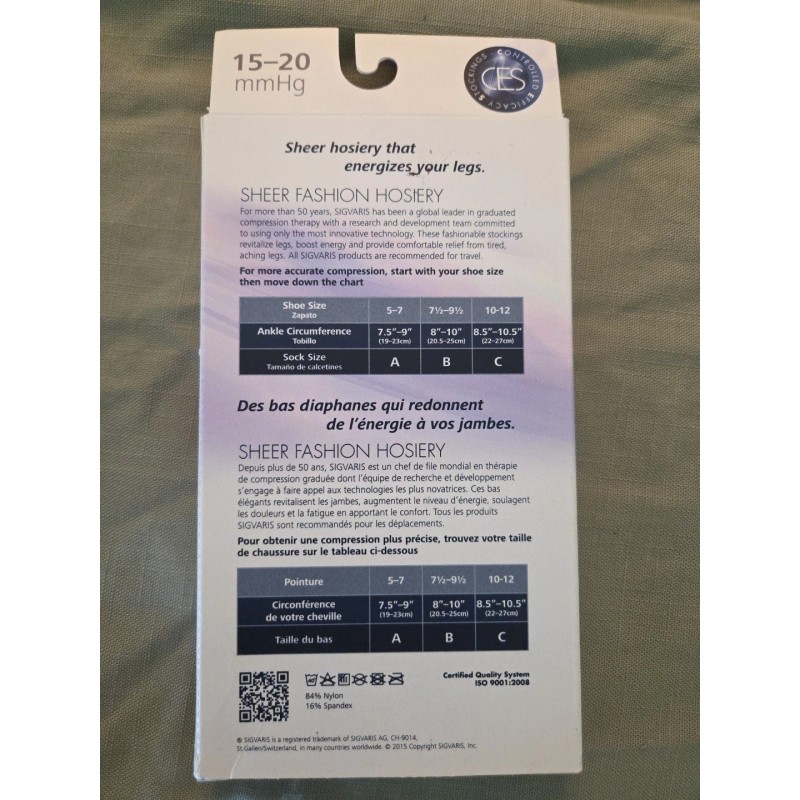 15–20
mmHg
CONTROLLED EFFICACY STOCKINGS
CES
Sheer hosiery that
energizes your legs.
SHEER FASHION HOSIERY
For more than 50 years, SIGVARIS has been a global leader in graduated
compression therapy with a research and development team committed
to using only the most innovative technology. These fashionable stockings
revitalize legs, boost energy and provide comfortable relief from tired,
aching legs. All SIGVARIS products are recommended for travel.
For more accurate compression, start with your shoe size
then move down the chart
Shoe Size 5–7 7½–9½ 10-12
Zapato
Ankle Circumference 7.5"–9" 8"–10" 8.5"–10.5"
Tobillo (19–23cm) (20.5–25cm) (22–27cm)
Sock Size A B C
Tamaño de calcetines
Des bas diaphanes qui redonnent
de l'énergie à vos jambes.
SHEER FASHION HOSIERY
Depuis plus de 50 ans, SIGVARIS est un chef de file mondial en thérapie
de compression graduée dont l'équipe de recherche et développement
s'engage à faire appel aux technologies les plus novatrices. Ces bas
élégants revitalisent les jambes, augmentent le niveau d'énergie, soulagent
les douleurs et la fatigue en apportant le confort. Tous les produits
SIGVARIS sont recommandés pour les déplacements.
Pour obtenir une compression plus précise, trouvez votre taille
de chaussure sur le tableau ci-dessous
Pointure 5–7 7½–9½ 10-12
Circonférence 7.5"–9" 8"–10" 8.5"–10.5"
de votre cheville (19–23cm) (20.5–25cm) (22–27cm)
Taille du bas A B C
84% Nylon
16% Spandex
Certified Quality System
ISO 9001:2008
® SIGVARIS is a registered trademark of SIGVARIS AG, CH-9014,
St.Gallen/Switzerland, in many countries worldwide. © 2015 Copyright SIGVARIS, Inc.